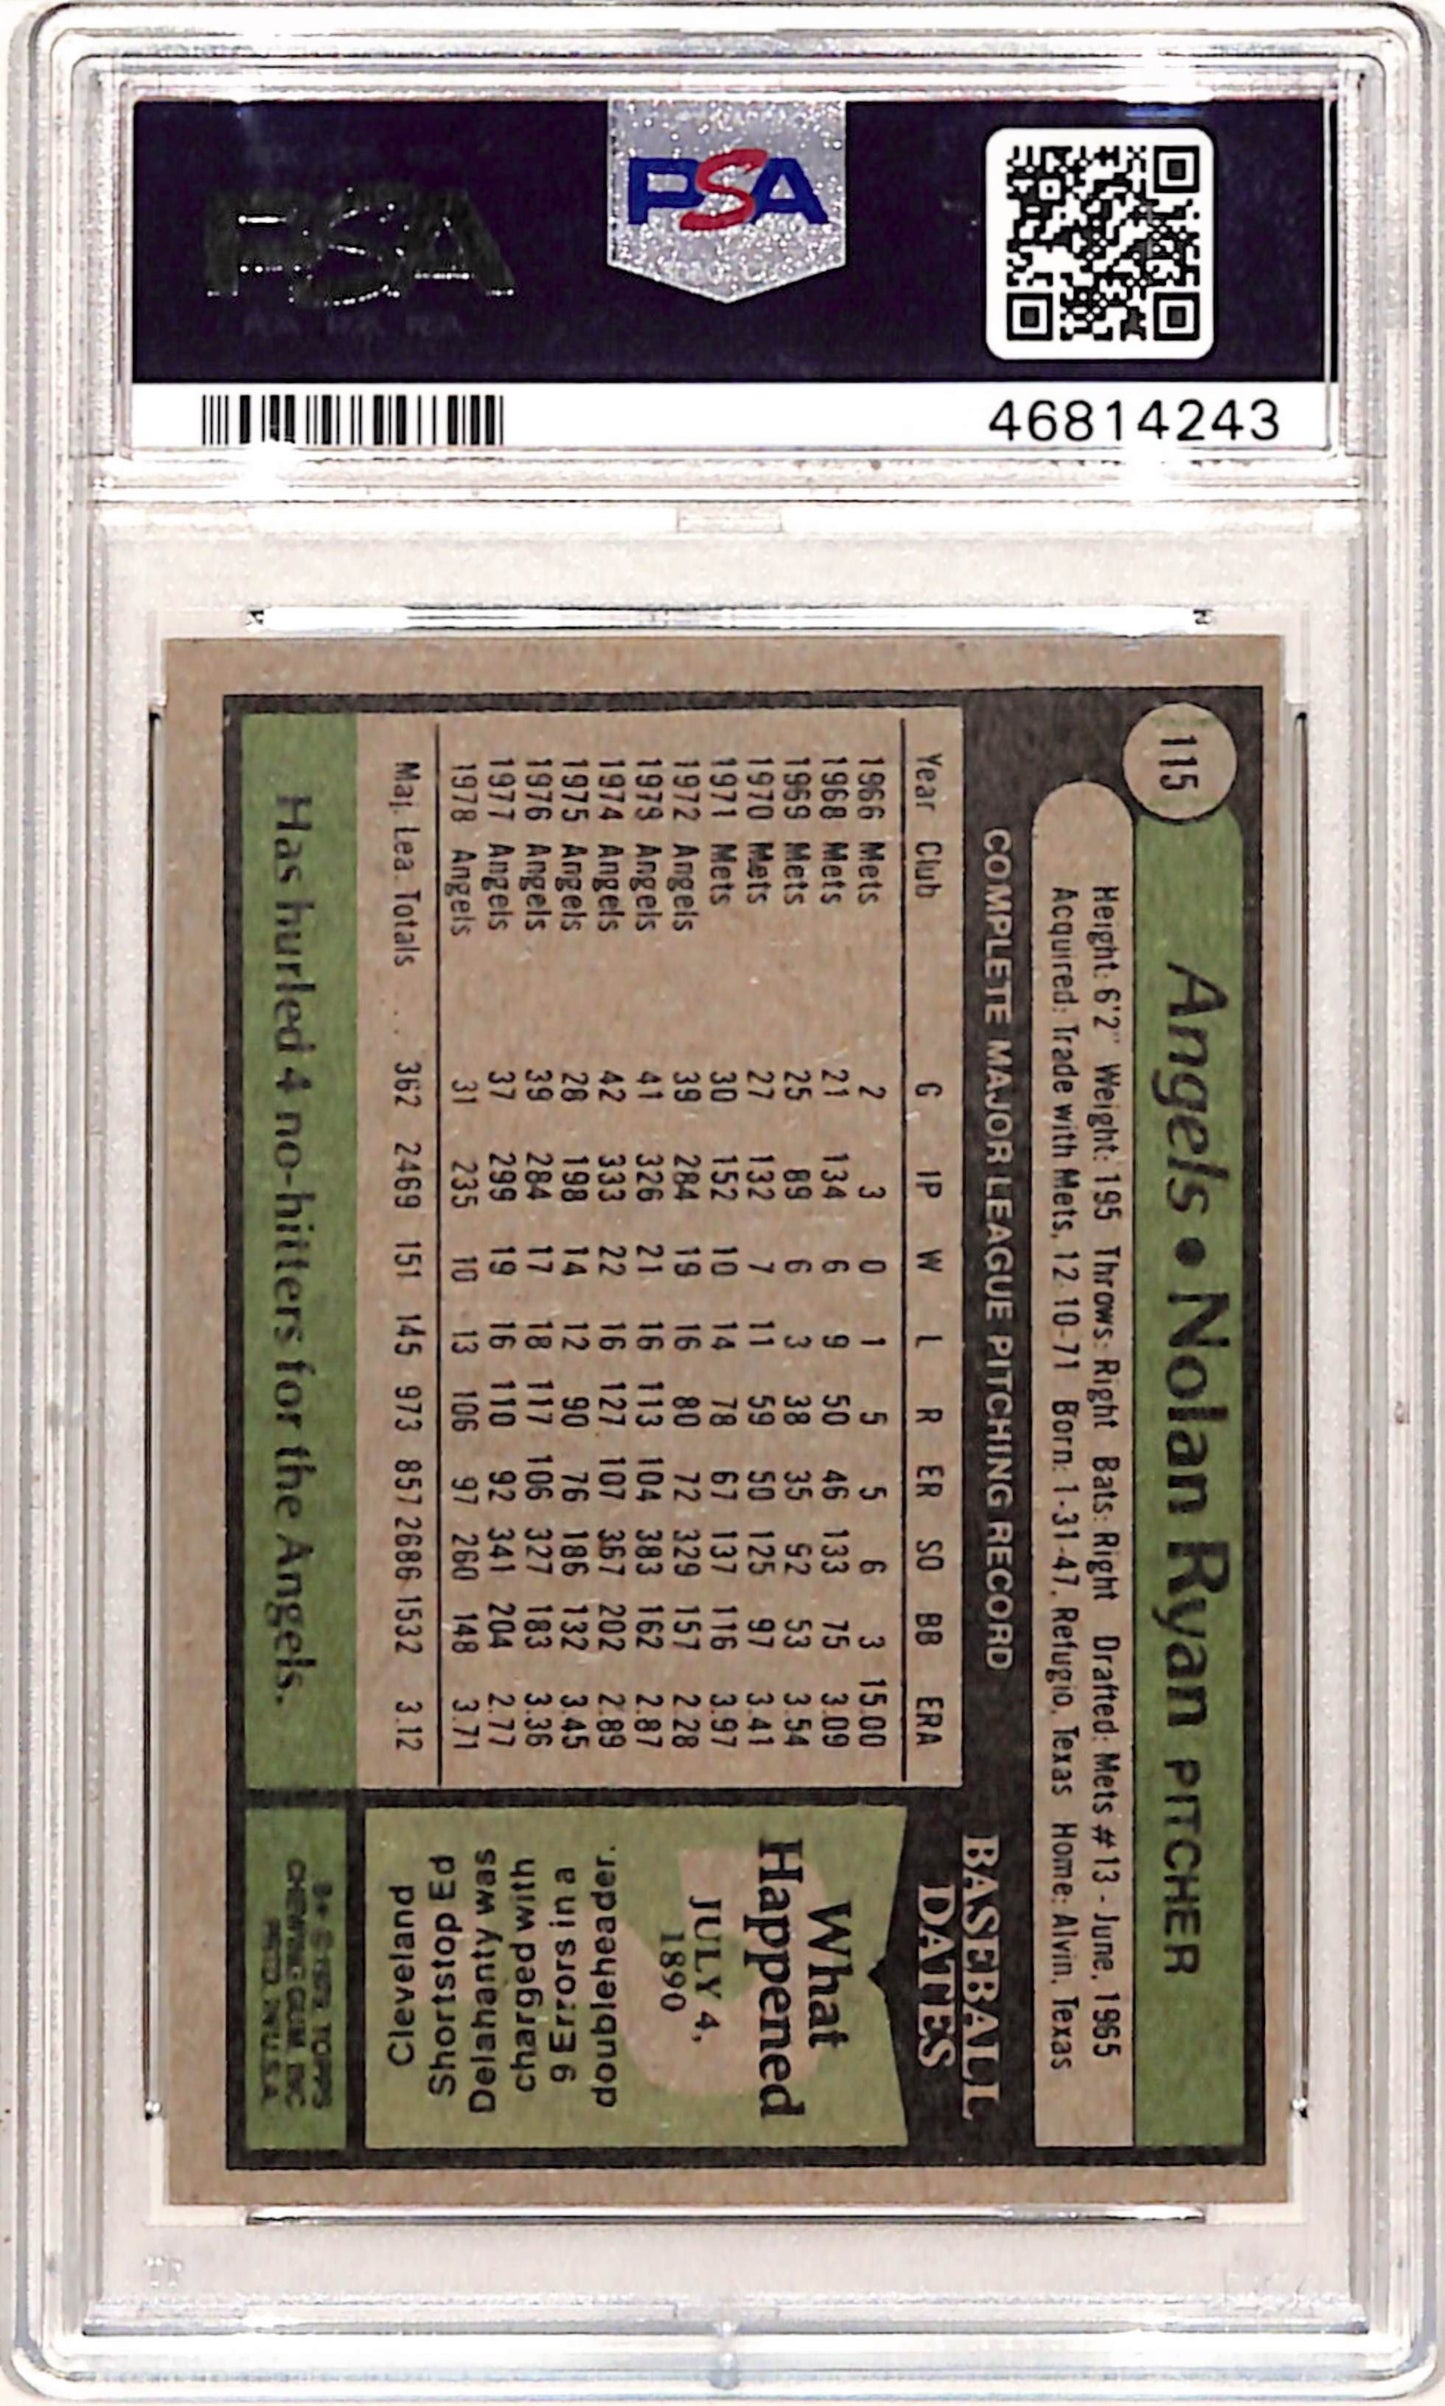 PSA
PSA
46814243
115
Angels • Nolan Ryan PITCHER
Height: 6'2" Weight: 195 Throws: Right Bats: Right Drafted: Mets #13 - June, 1965
Acquired: Trade with Mets, 12-10-71 Born: 1-31-47, Refugio, Texas Home: Alvin, Texas
COMPLETE MAJOR LEAGUE PITCHING RECORD
Year Club G IP W L R ER SO BB ERA
1966 Mets 2 3 0 1 5 5 6 3 15.00
1968 Mets 21 134 6 9 50 46 133 75 3.09
1969 Mets 25 89 6 3 38 35 92 53 3.54
1970 Mets 27 132 7 11 59 50 125 97 3.41
1971 Mets 30 152 10 14 78 67 137 116 3.97
1972 Angels 39 284 19 16 80 72 329 157 2.28
1979 Angels 41 326 21 16 113 104 383 162 2.87
1974 Angels 42 333 22 16 127 107 367 202 2.89
1975 Angels 28 198 14 12 90 76 186 132 3.45
1976 Angels 39 284 17 18 117 106 327 183 3.36
1977 Angels 37 299 19 16 110 92 341 204 2.77
1978 Angels 31 235 10 13 106 97 260 148 3.71
Maj. Lea. Totals . . 362 2469 151 145 973 857 2686 1532 3.12
Has hurled 4 no-hitters for the Angels.
BASEBALL
DATES
What
Happened
JULY 4,
1890
Cleveland
Shortstop Ed
Delahanty was
charged with
9 Errors in a
doubleheader.
© 1979 TOPPS
CHEWING GUM, INC.
PRTD. IN U.S.A.